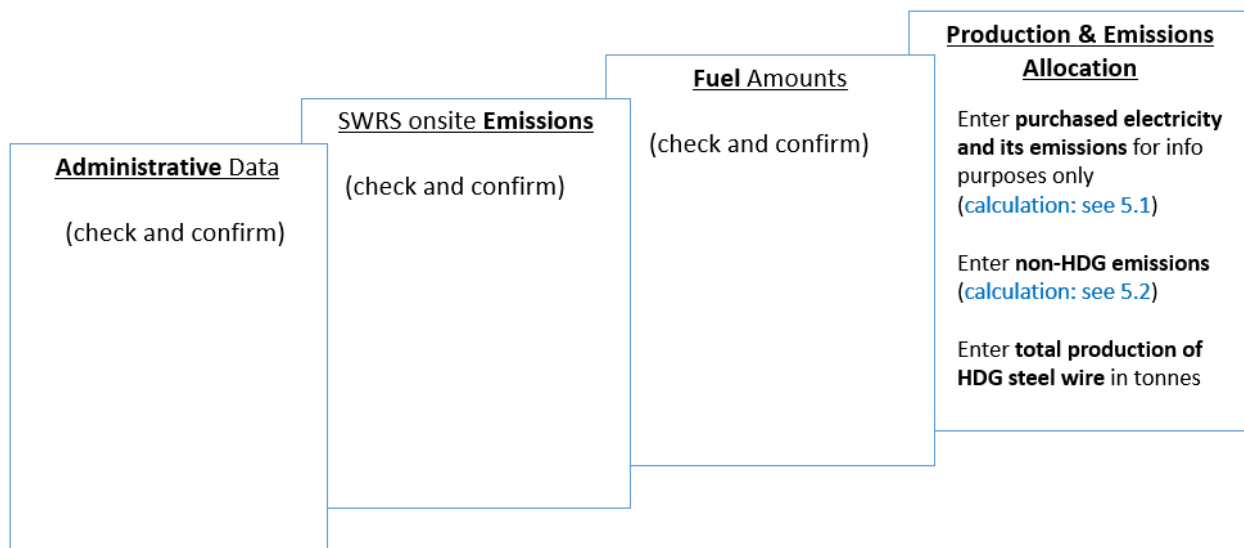 Administrative Data
(check and confirm)
SWRS onsite Emissions
(check and confirm)
Fuel Amounts
(check and confirm)
Production & Emissions
Allocation
Enter purchased electricity
and its emissions for info
purposes only
(calculation: see 5.1)
Enter non-HDG emissions
(calculation: see 5.2)
Enter total production of
HDG steel wire in tonnes